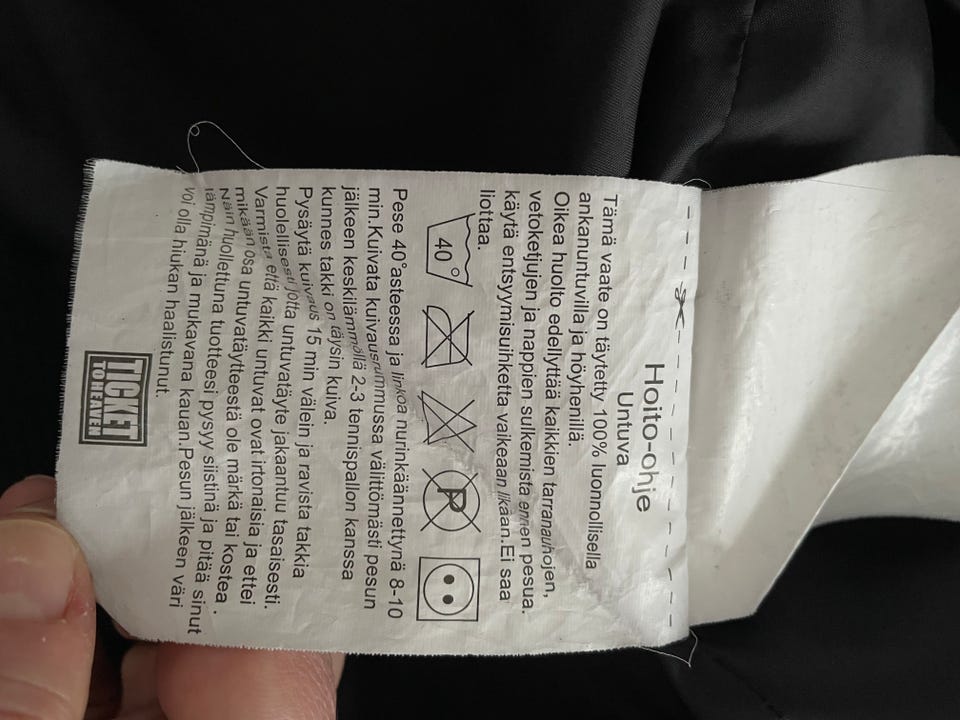 Hoito-ohje
Untuva
Tämä vaate on täytetty 100% luonnollisella
ankanuntuvilla ja höyhenillä.
Oikea huolto edellyttää kaikkien tarranauhojen,
vetoketjujen ja nappien sulkemista ennen pesua.
käytä entsyymisuihketta vaikeaan likaan.Ei saa
liottaa.
40°
P
Pese 40°asteessa ja linkoa nurinkäännettynä 8-10
min.Kuivata kuivausrummussa välittömästi pesun
jälkeen keskilämmöllä 2-3 tennispallon kanssa
kunnes takki on täysin kuiva.
Pysäytä kuivaus 15 min välein ja ravista takkia
huolellisesti jotta untuvatäyte jakaantuu tasaisesti.
Varmista että kaikki untuvat ovat irtonaisia ja ettei
mikään osa untuvatäytteestä ole märkä tai kostea .
Näin huollettuna tuotteesi pysyy siistinä ja pitää sinut
lämpimänä ja mukavana kauan.Pesun jälkeen väri
voi olla hiukan haalistunut.
TICKET
TO HEAVEN